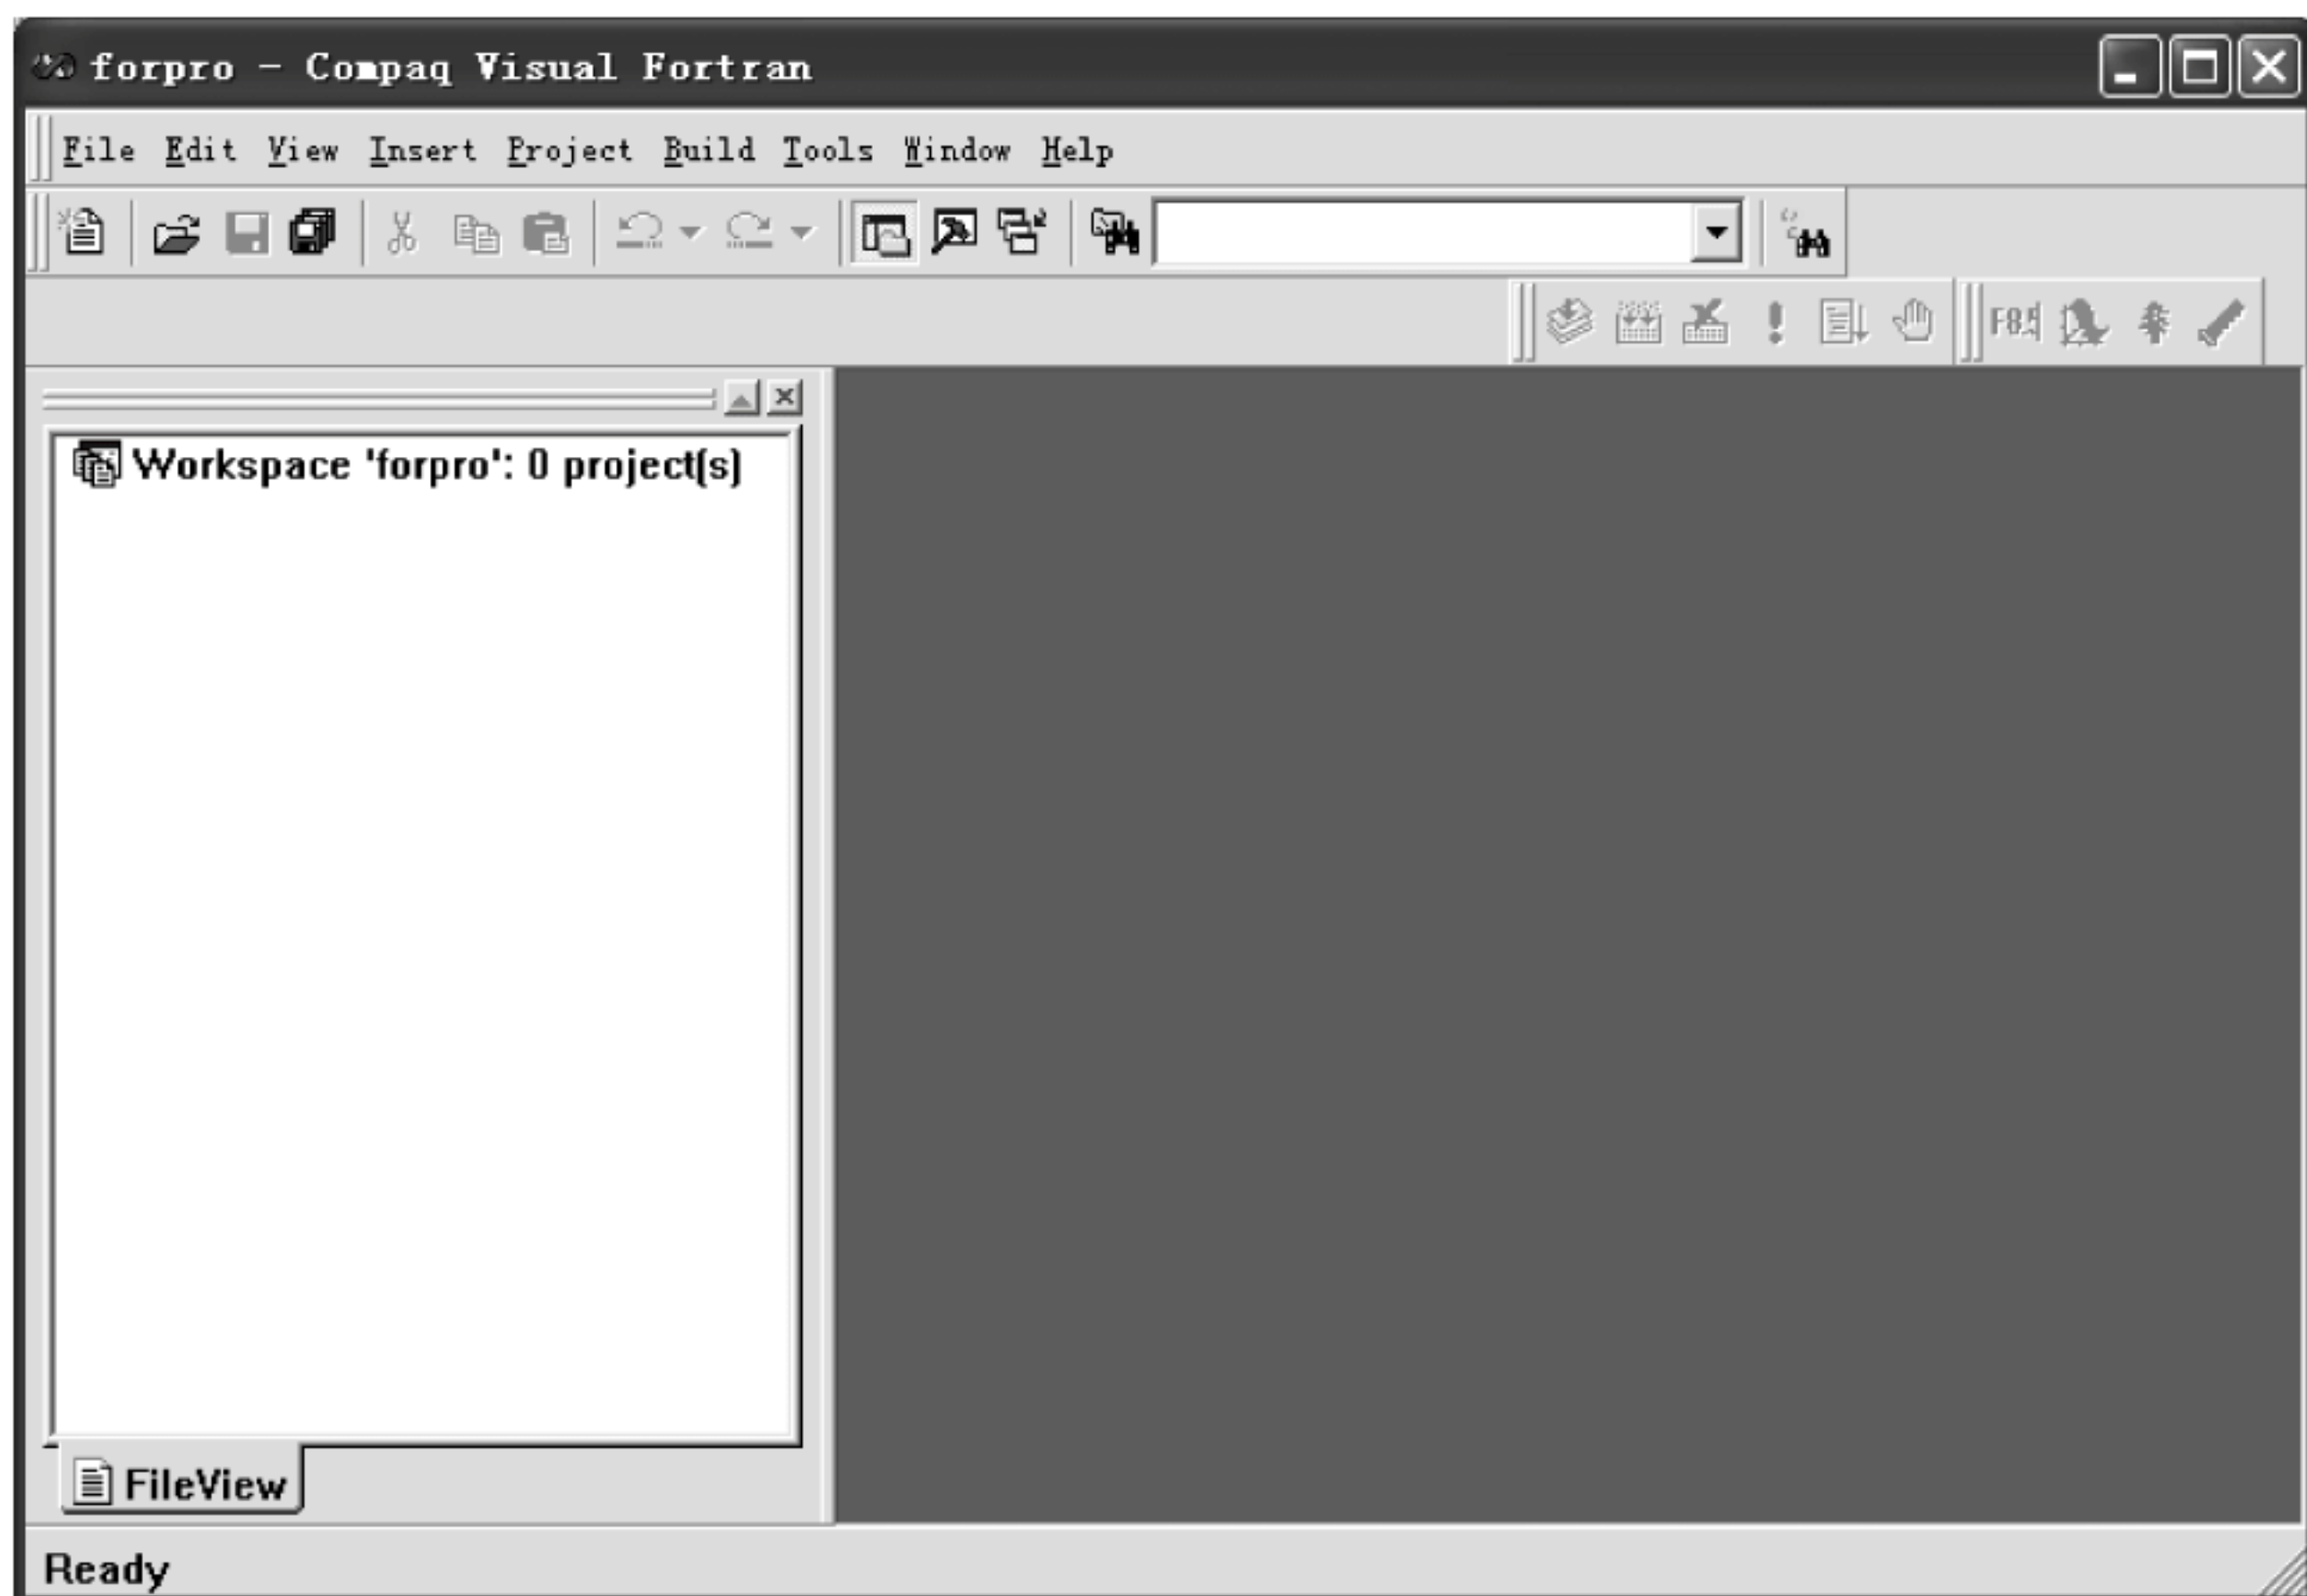 forpro - Compaq Visual Fortran
File Edit View Insert Project Build Tools Window Help
Workspace 'forpro': 0 project(s)
FileView
Ready